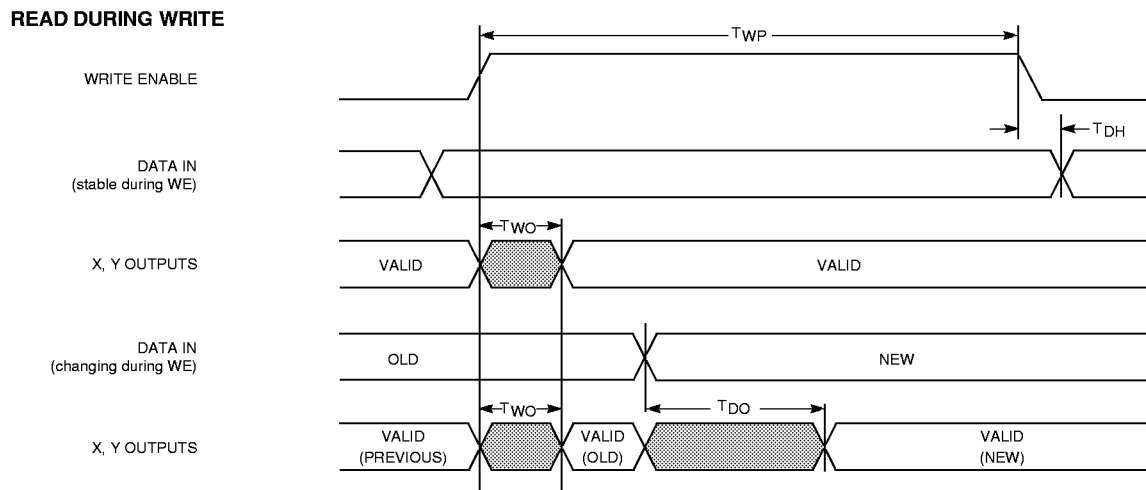 READ DURING WRITE
TWP
WRITE ENABLE
TDH
DATA IN
(stable during WE)
TWO
X, Y OUTPUTS
VALID
VALID
DATA IN
(changing during WE)
OLD
NEW
TWO
TDO
X, Y OUTPUTS
VALID
(PREVIOUS)
VALID
(OLD)
VALID
(NEW)